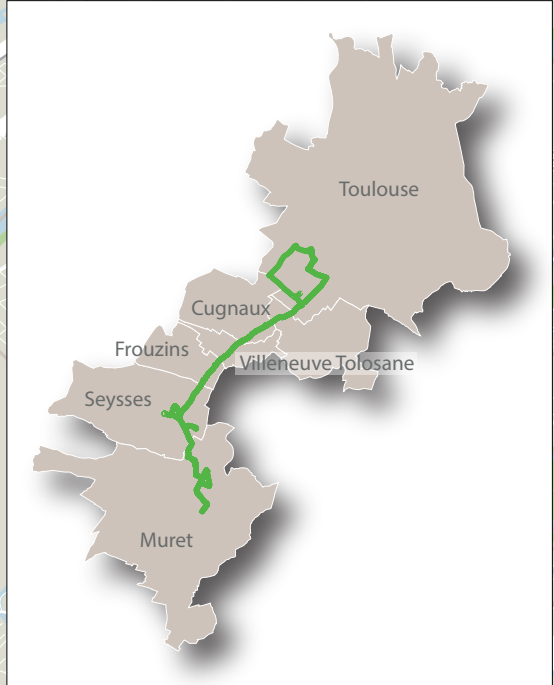 Toulouse
Cugnaux
Frouzins
Villeneuve Tolosane
Seysses
Muret